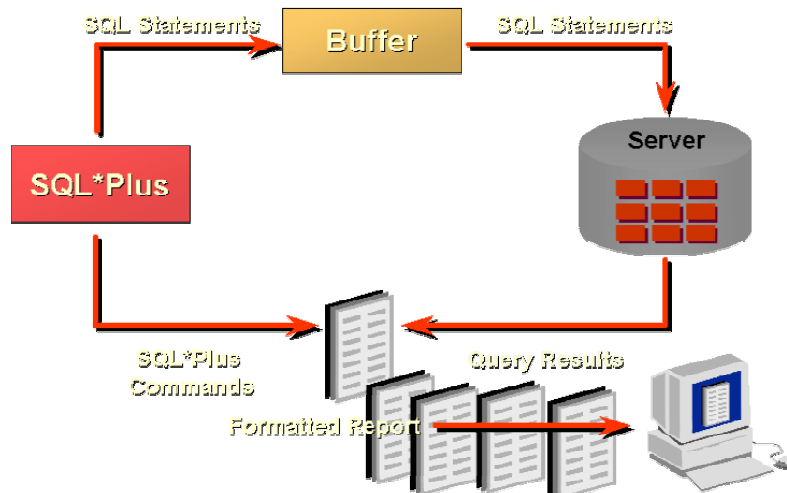 SQL Statements
Buffer
SQL Statements
Server
SQL*Plus
SQL*Plus
Commands
Query Results
Formatted Report